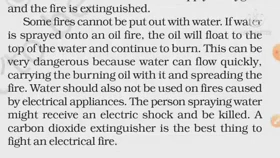 and the fire is extinguished.
Some fires cannot be put out with water. If water
is sprayed onto an oil fire, the oil will float to the
top of the water and continue to burn. This can be
very dangerous because water can flow quickly,
carrying the burning oil with it and spreading the
fire. Water should also not be used on fires caused
by electrical appliances. The person spraying water
might receive an electric shock and be killed. A
carbon dioxide extinguisher is the best thing to
fight an electrical fire.